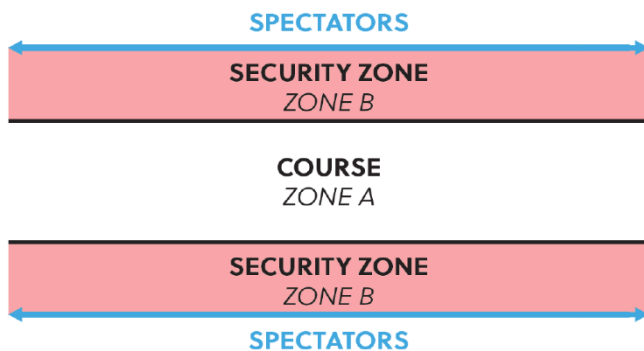 SPECTATORS
SECURITY ZONE
ZONE B
COURSE
ZONE A
SECURITY ZONE
ZONE B
SPECTATORS